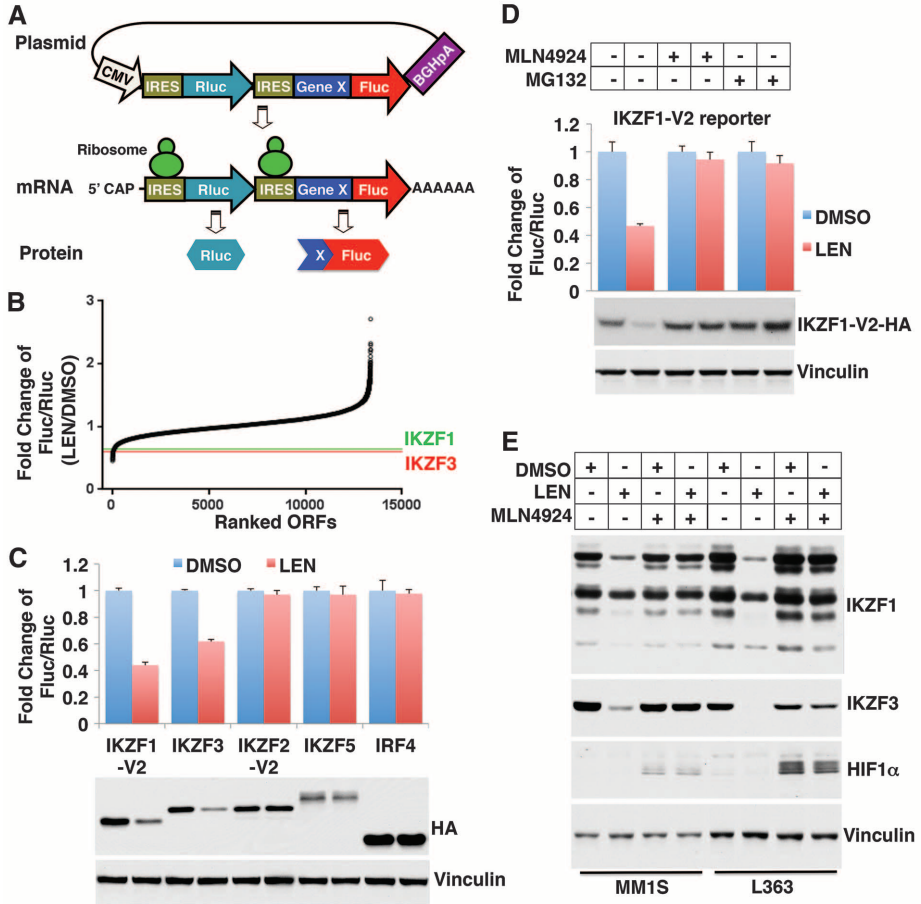 A
Plasmid
CMV
IRES
Rluc
IRES
Gene X
Fluc
BGHpA
Ribosome
mRNA
5' CAP
IRES
Rluc
IRES
Gene X
Fluc
AAAAAA
Protein
Rluc
X
Fluc
B
Fold Change of
Fluc/Rluc
(LEN/DMSO)
3
2
1
0
IKZF1
IKZF3
0
5000
10000
15000
Ranked ORFs
C
DMSO
LEN
Fold Change of
Fluc/Rluc
1.2
1
0.8
0.6
0.4
0.2
0
IKZF1
-V2
IKZF3
IKZF2
-V2
IKZF5
IRF4
HA
Vinculin
D
MLN4924 - - + + - -
MG132 - - - - + +
IKZF1-V2 reporter
Fold Change of
Fluc/Rluc
1.2
1
0.8
0.6
0.4
0.2
0
DMSO
LEN
IKZF1-V2-HA
Vinculin
E
DMSO + - + - + - + -
LEN - + - + - + - +
MLN4924 - - + + - - + +
IKZF1
IKZF3
HIF1α
Vinculin
MM1S
L363